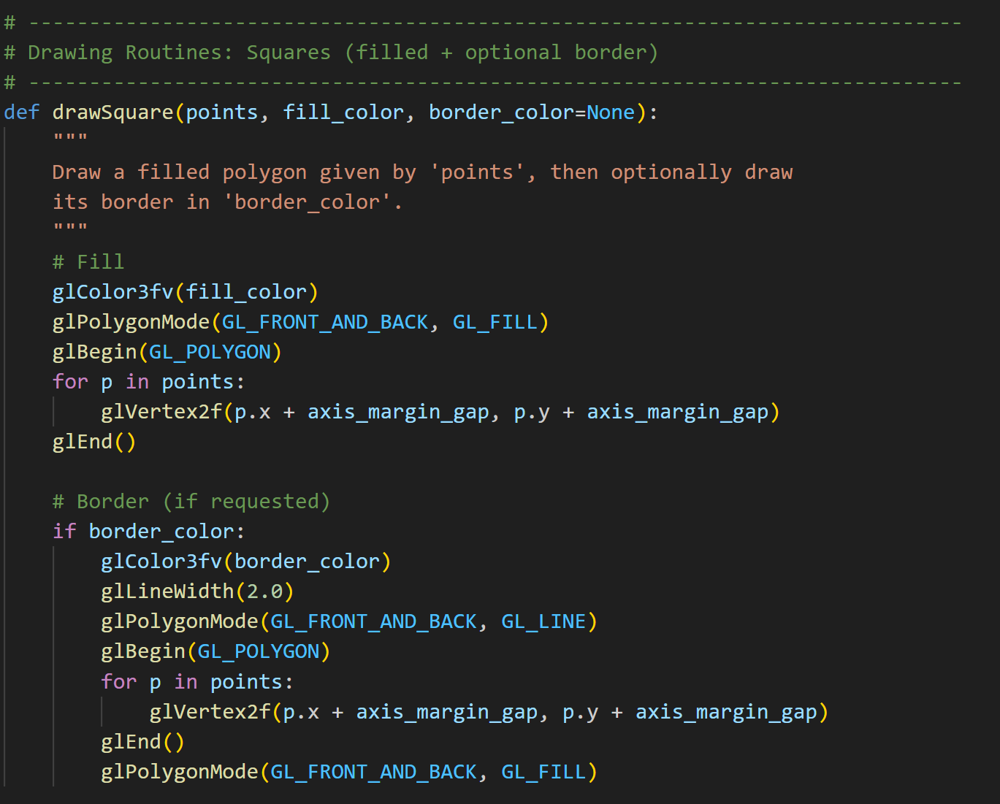 # -----------------------------------------------------------------------------
# Drawing Routines: Squares (filled + optional border)
# -----------------------------------------------------------------------------
def drawSquare(points, fill_color, border_color=None):
    """
    Draw a filled polygon given by 'points', then optionally draw
    its border in 'border_color'.
    """
    # Fill
    glColor3fv(fill_color)
    glPolygonMode(GL_FRONT_AND_BACK, GL_FILL)
    glBegin(GL_POLYGON)
    for p in points:
        glVertex2f(p.x + axis_margin_gap, p.y + axis_margin_gap)
    glEnd()

    # Border (if requested)
    if border_color:
        glColor3fv(border_color)
        glLineWidth(2.0)
        glPolygonMode(GL_FRONT_AND_BACK, GL_LINE)
        glBegin(GL_POLYGON)
        for p in points:
            glVertex2f(p.x + axis_margin_gap, p.y + axis_margin_gap)
        glEnd()
        glPolygonMode(GL_FRONT_AND_BACK, GL_FILL)